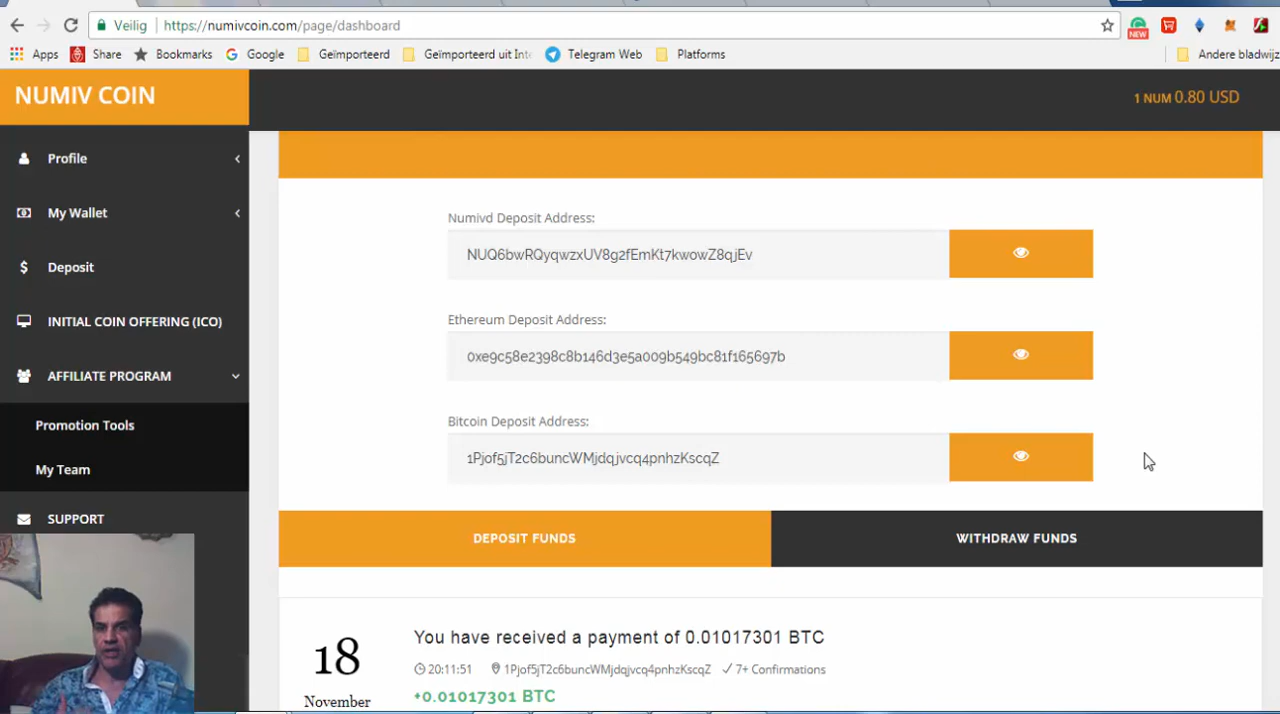 Veilig
https://numivcoin.com/page/dashboard
NEW
Apps
Share
Bookmarks
Google
Geïmporteerd
Geïmporteerd uit Inte
Telegram Web
Platforms
Andere bladwijz
NUMIV COIN
1 NUM 0.80 USD
Profile
My Wallet
Deposit
INITIAL COIN OFFERING (ICO)
AFFILIATE PROGRAM
Promotion Tools
My Team
SUPPORT
Numivd Deposit Address:
NUQ6bwRQyqwzxUV8g2fEmKt7kwowZ8qjEv
Ethereum Deposit Address:
0xe9c58e2398c8b146d3e5a009b549bc81f165697b
Bitcoin Deposit Address:
1Pjof5jT2c6buncWMjdqjvcq4pnhzKscqZ
DEPOSIT FUNDS
WITHDRAW FUNDS
18
November
You have received a payment of 0.01017301 BTC
20:11:51 1Pjof5jT2c6buncWMjdqjvcq4pnhzKscqZ 7+ Confirmations
+0.01017301 BTC